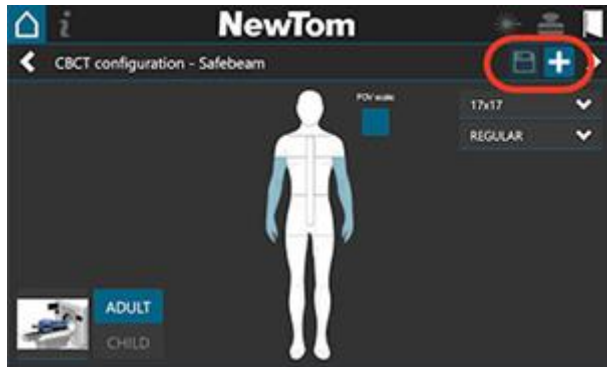 i
NewTom
CBCT configuration - Safebeam
FOV scale:
17x17
REGULAR
ADULT
CHILD